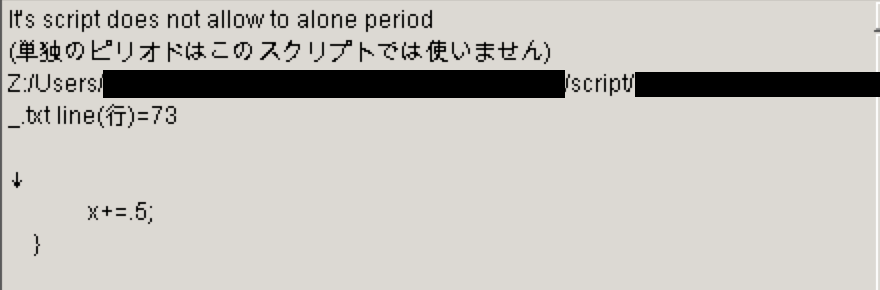 It's script does not allow to alone period
(単独のピリオドはこのスクリプトでは使いません)
Z:/Users/ /script/
_.txt line(行)=73
↓
x+=.5;
}